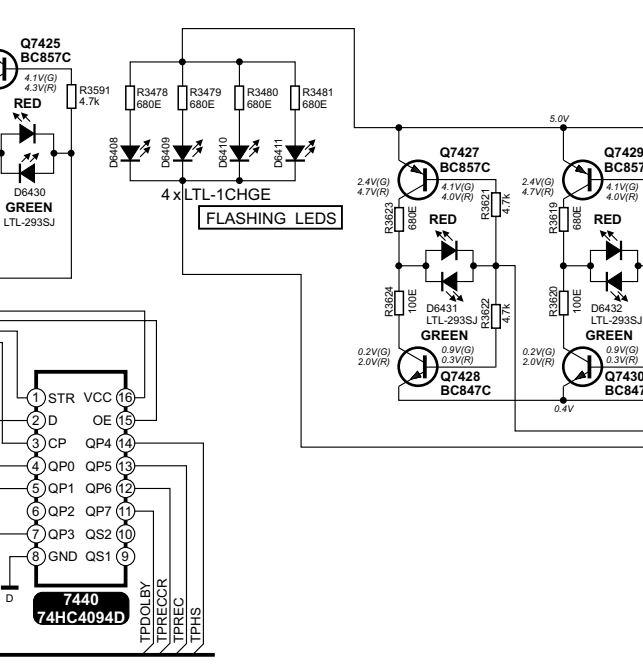 Q7425
BC857C
4.1V(G)
4.3V(R)
RED
R3591
4.7k
D6430
GREEN
LTL-293SJ
R3478
680E
R3479
680E
R3480
680E
R3481
680E
D6408
D6409
D6410
D6411
4 x LTL-1CHGE
FLASHING LEDS
5.0V
Q7427
BC857C
2.4V(G)
4.7V(R)
4.1V(G)
4.0V(R)
R3621
4.7k
R3623
680E
RED
D6431
LTL-293SJ
GREEN
R3624
100E
R3622
4.7k
0.2V(G)
2.0V(R)
0.9V(G)
0.3V(R)
Q7428
BC847C
Q7429
BC857
2.4V(G)
4.7V(R)
4.1V(G)
4.0V(R)
R3619
680E
RED
D6432
LTL-293SJ
GREEN
R3620
100E
0.2V(G)
2.0V(R)
0.9V(G)
0.3V(R)
Q7430
BC847
0.4V
1 STR VCC 16
2 D OE 15
3 CP QP4 14
4 QP0 QP5 13
5 QP1 QP6 12
6 QP2 QP7 11
7 QP3 QS2 10
8 GND QS1 9
D
7440
74HC4094D
TPDOLBY
TPRECCR
TPREC
TPHS